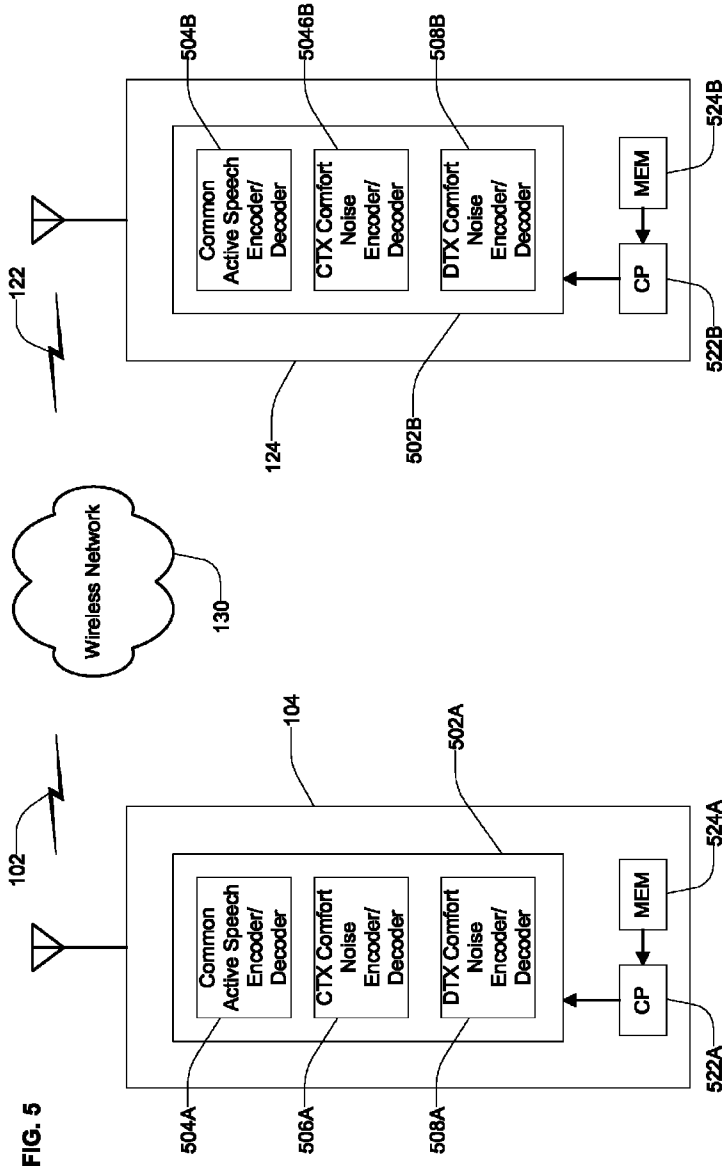 FIG. 5
102
Wireless Network
130
122
104
502A
504A
Common
Active Speech
Encoder/
Decoder
506A
CTX Comfort
Noise
Encoder/
Decoder
508A
DTX Comfort
Noise
Encoder/
Decoder
CP
522A
MEM
524A
124
502B
Common
Active Speech
Encoder/
Decoder
504B
CTX Comfort
Noise
Encoder/
Decoder
5046B
DTX Comfort
Noise
Encoder/
Decoder
508B
CP
522B
MEM
524B